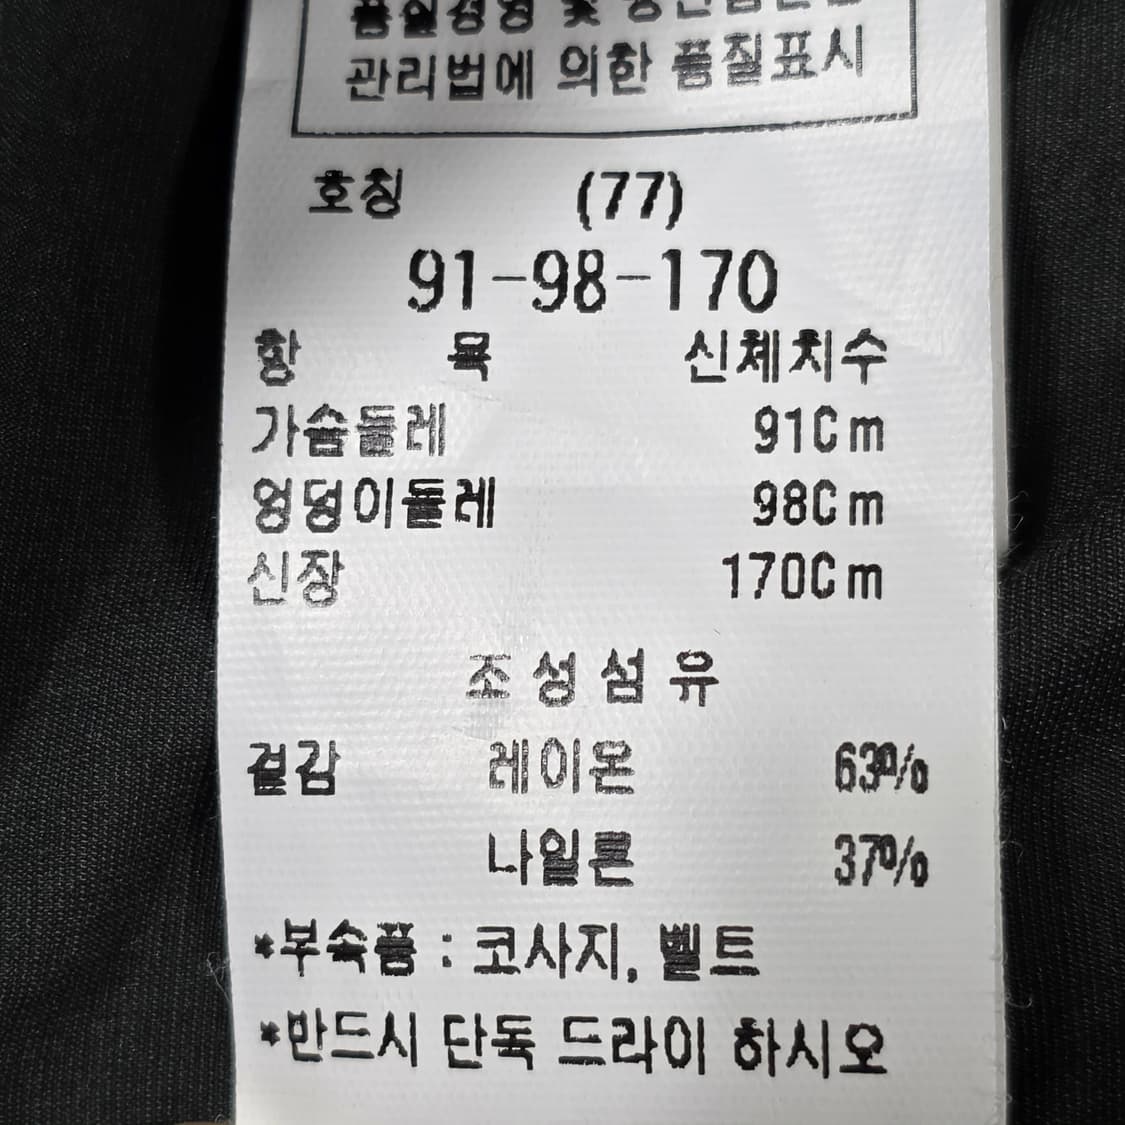 관리법에 의한 품질표시
호칭 (77)
91-98-170
항 목 신체치수
가슴둘레 91Cm
엉덩이둘레 98Cm
신장 170Cm
조성섬유
겉감 레이온 63%
나일론 37%
*부속품 : 코사지, 벨트
*반드시 단독 드라이 하시오